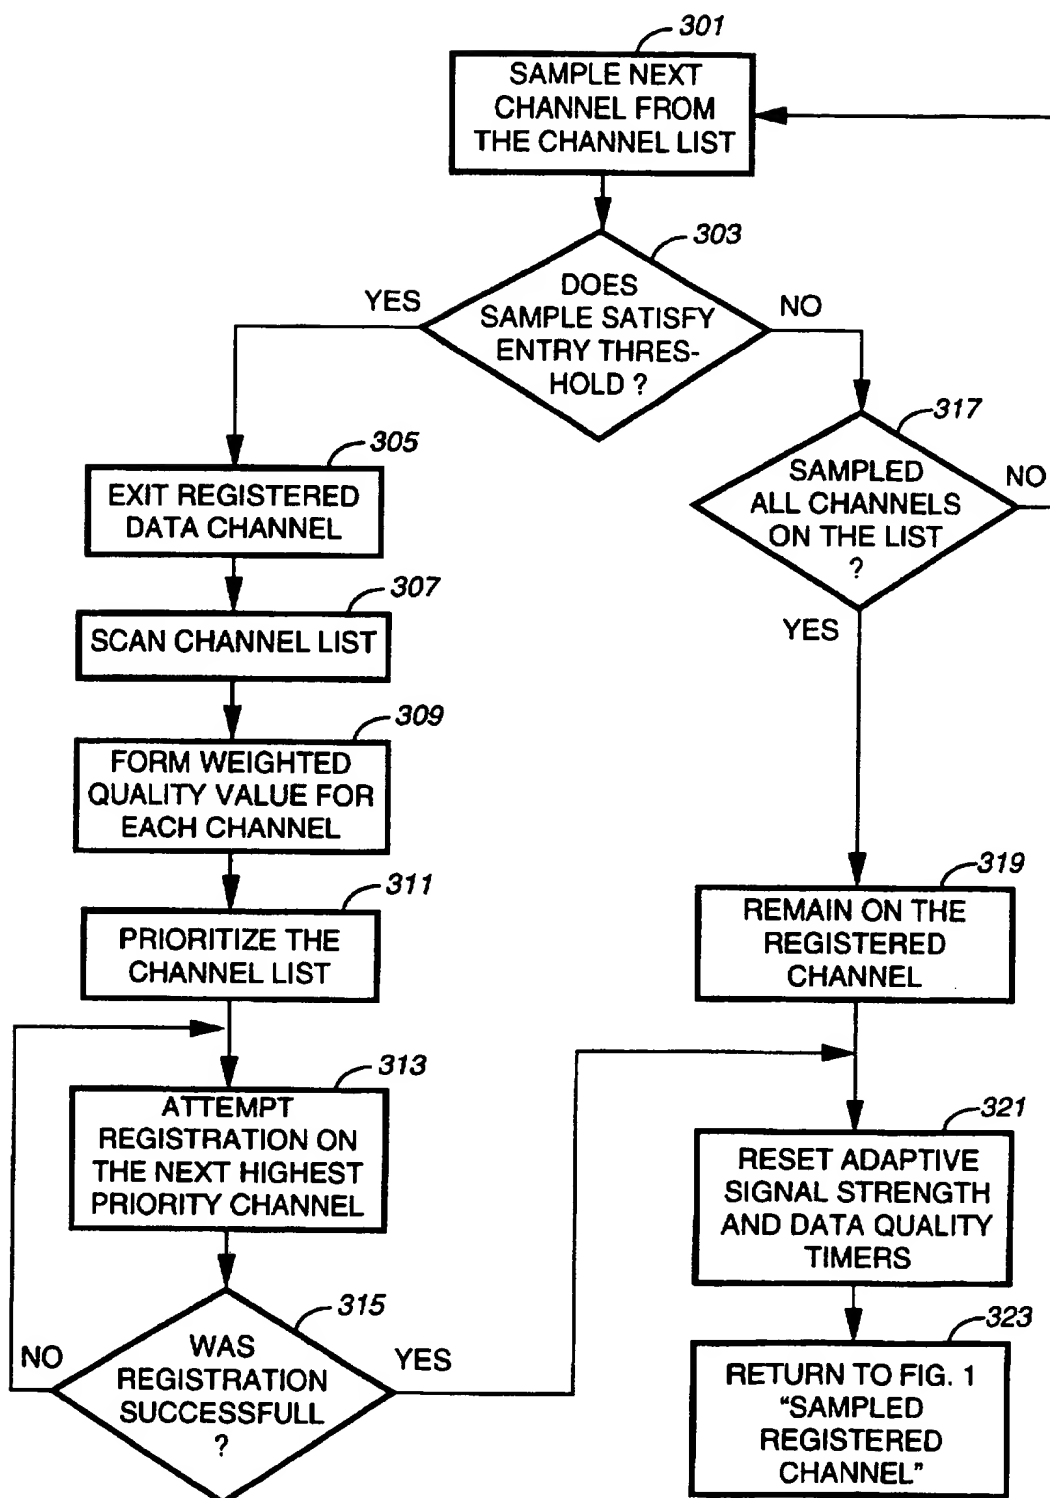 301
SAMPLE NEXT
CHANNEL FROM
THE CHANNEL LIST
303
DOES
SAMPLE SATISFY
ENTRY THRES-
HOLD ?
YES
NO
305
EXIT REGISTERED
DATA CHANNEL
317
SAMPLED
ALL CHANNELS
ON THE LIST
?
NO
YES
307
SCAN CHANNEL LIST
309
FORM WEIGHTED
QUALITY VALUE FOR
EACH CHANNEL
311
PRIORITIZE THE
CHANNEL LIST
319
REMAIN ON THE
REGISTERED
CHANNEL
313
ATTEMPT
REGISTRATION ON
THE NEXT HIGHEST
PRIORITY CHANNEL
321
RESET ADAPTIVE
SIGNAL STRENGTH
AND DATA QUALITY
TIMERS
315
WAS
REGISTRATION
SUCCESSFULL
?
NO
YES
323
RETURN TO FIG. 1
“SAMPLED
REGISTERED
CHANNEL”